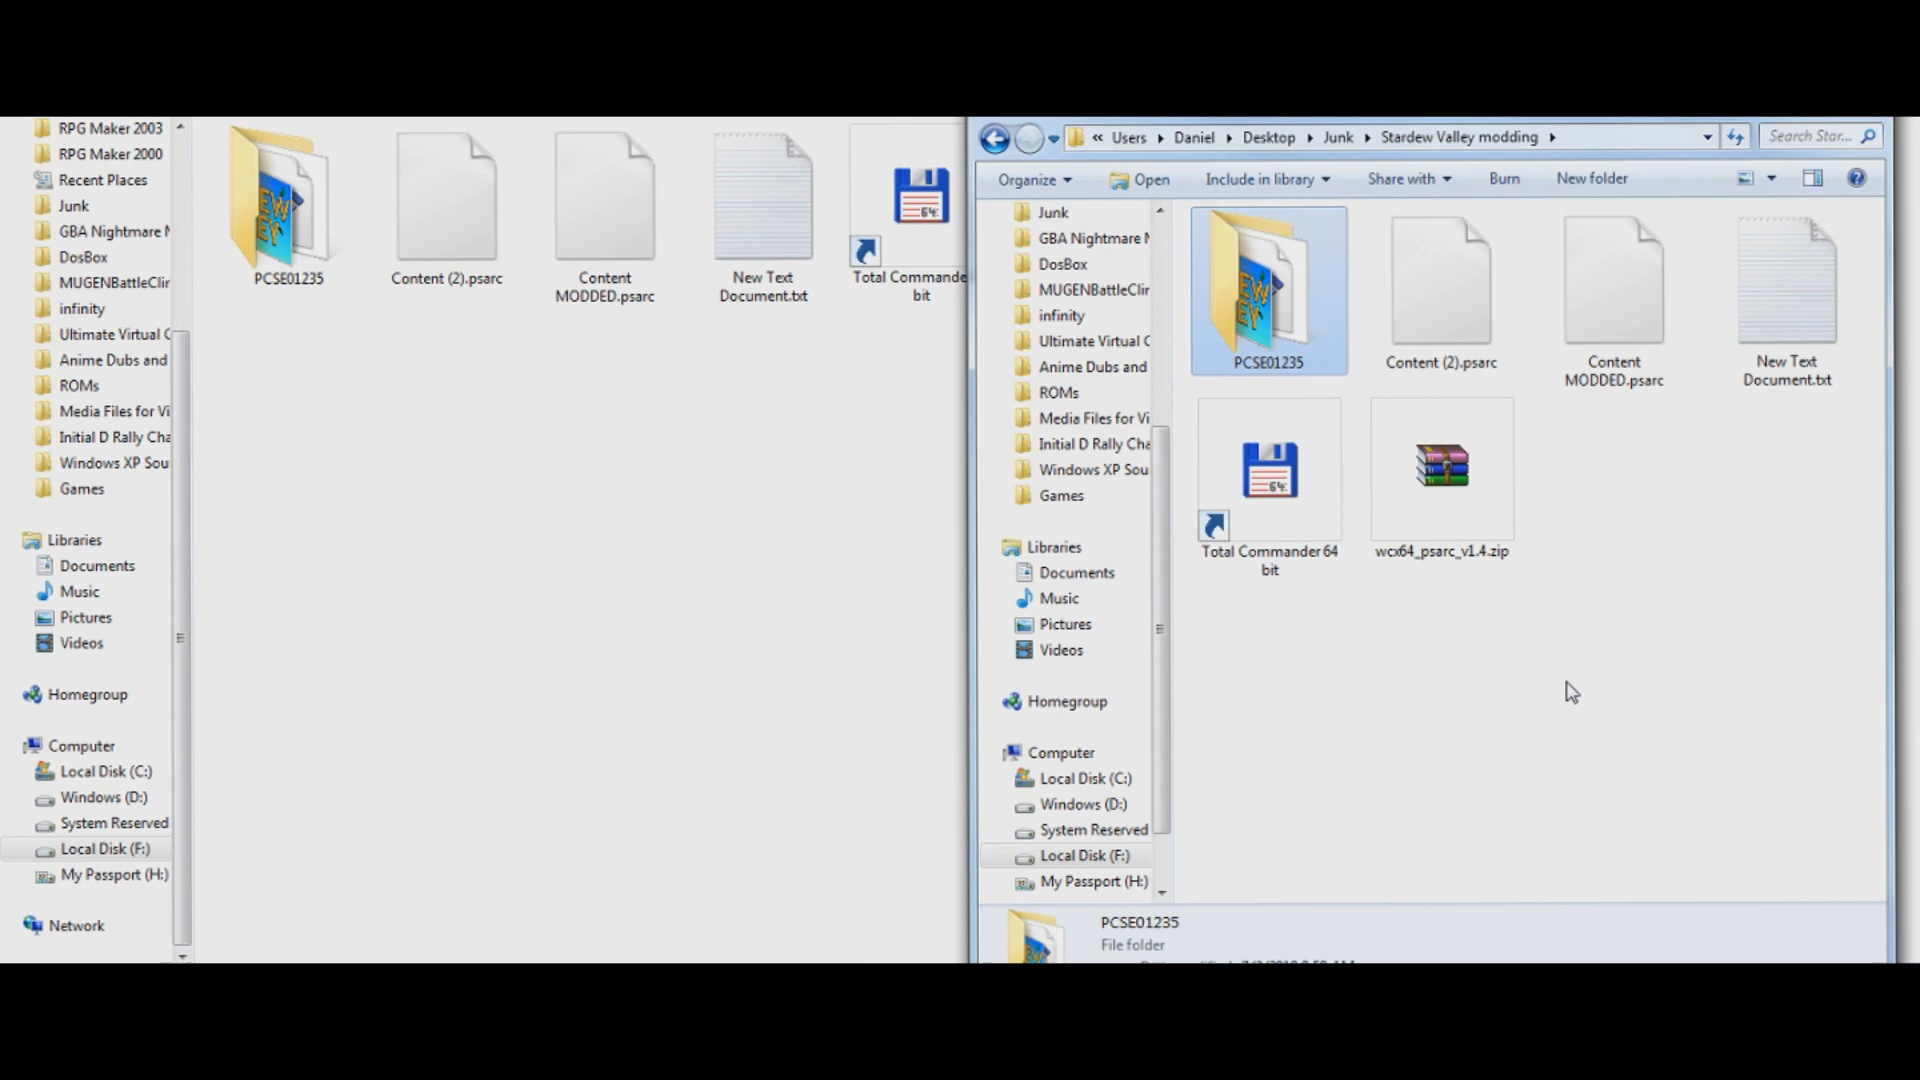 RPG Maker 2003
RPG Maker 2000
Recent Places
Junk
GBA Nightmare
DosBox
MUGENBattleClir
infinity
Ultimate Virtual C
Anime Dubs and
ROMs
Media Files for Vi
Initial D Rally Cha
Windows XP Sou
Games
Libraries
Documents
Music
Pictures
Videos
Homegroup
Computer
Local Disk (C:)
Windows (D:)
System Reserved
Local Disk (F:)
My Passport (H:)
Network
PCSE01235
Content (2).psarc
Content
MODDED.psarc
New Text
Document.txt
64
Total Commande
bit
« Users ▸ Daniel ▸ Desktop ▸ Junk ▸ Stardew Valley modding ▸
Search Star...
Organize
Open
Include in library
Share with
Burn
New folder
Junk
GBA Nightmare
DosBox
MUGENBattleClir
infinity
Ultimate Virtual C
Anime Dubs and
ROMs
Media Files for Vi
Initial D Rally Cha
Windows XP Sou
Games
Libraries
Documents
Music
Pictures
Videos
Homegroup
Computer
Local Disk (C:)
Windows (D:)
System Reserved
Local Disk (F:)
My Passport (H:)
PCSE01235
Content (2).psarc
Content
MODDED.psarc
New Text
Document.txt
64
Total Commander 64
bit
wcx64_psarc_v1.4.zip
PCSE01235
File folder